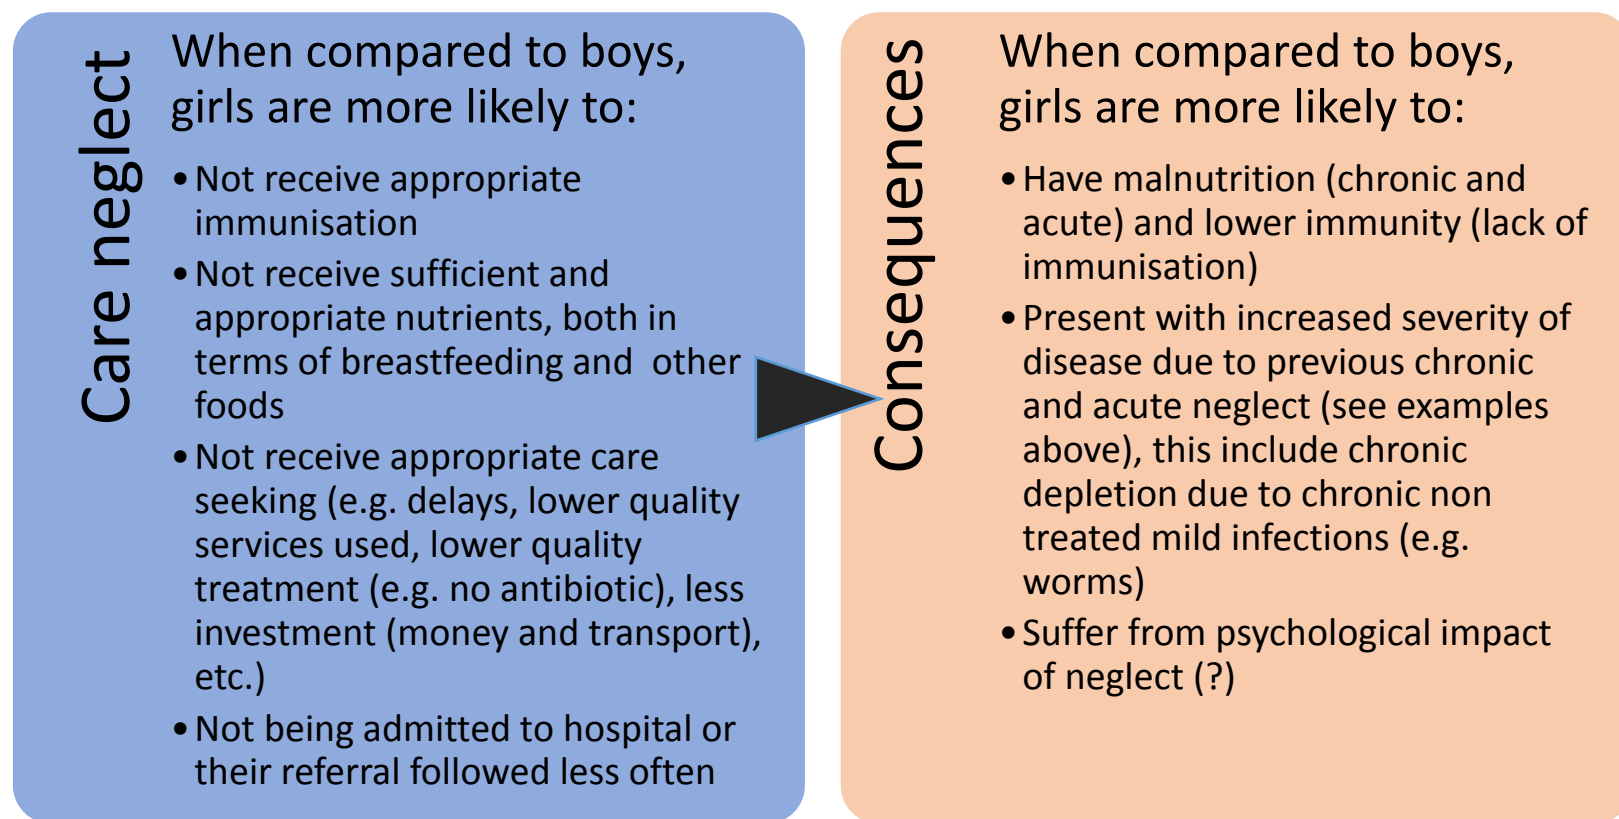 Care neglect
When compared to boys,
girls are more likely to:
•Not receive appropriate
immunisation
•Not receive sufficient and
appropriate nutrients, both in
terms of breastfeeding and  other
foods
•Not receive appropriate care
seeking (e.g. delays, lower quality
services used, lower quality
treatment (e.g. no antibiotic), less
investment (money and transport),
etc.)
•Not being admitted to hospital or
their referral followed less often
Consequences
When compared to boys,
girls are more likely to:
•Have malnutrition (chronic and
acute) and lower immunity (lack of
immunisation)
•Present with increased severity of
disease due to previous chronic
and acute neglect (see examples
above), this include chronic
depletion due to chronic non
treated mild infections (e.g.
worms)
•Suffer from psychological impact
of neglect (?)